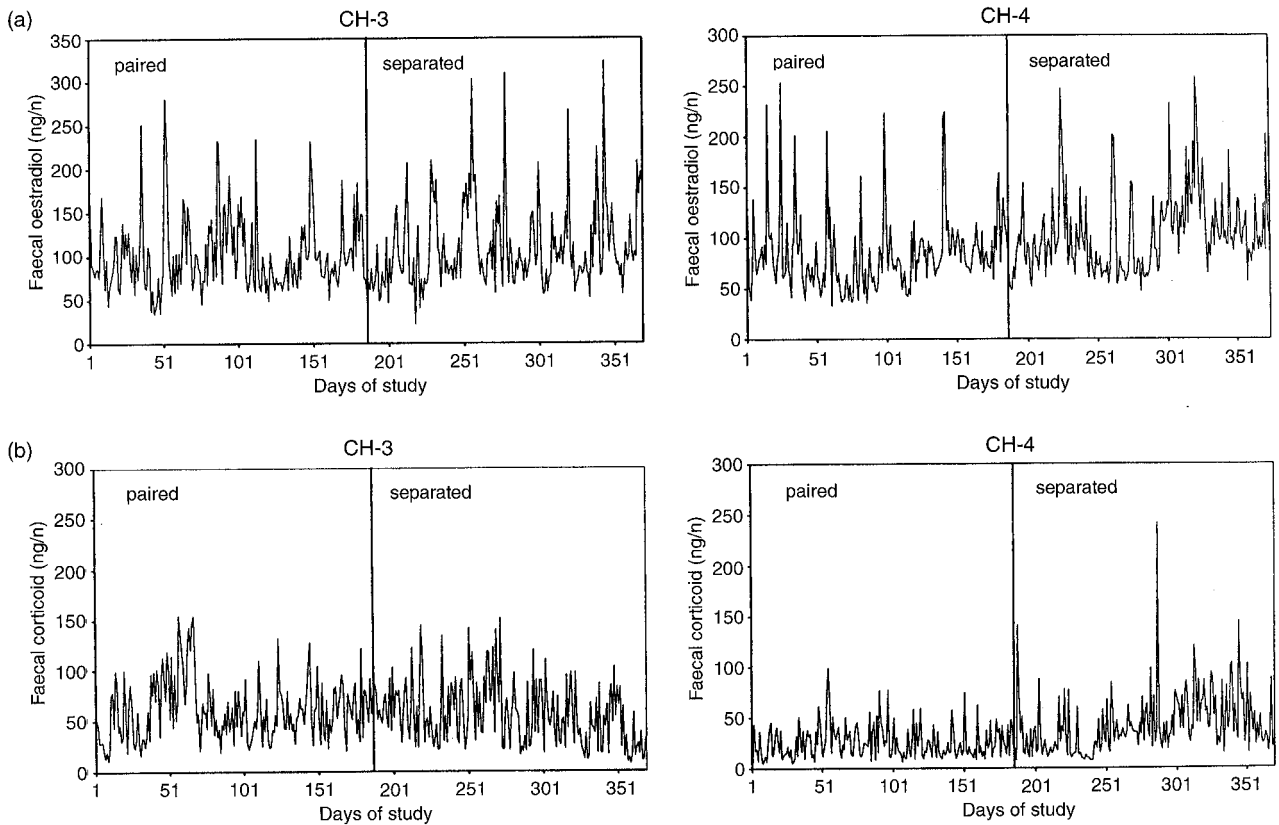 (a)
CH-3
Faecal oestradiol (ng/n)
350
300
250
200
150
100
50
0
paired
separated
1 51 101 151 201 251 301 351
Days of study
CH-4
Faecal oestradiol (ng/n)
300
250
200
150
100
50
0
paired
separated
1 51 101 151 201 251 301 351
Days of study
(b)
CH-3
Faecal corticoid (ng/n)
300
250
200
150
100
50
0
paired
separated
1 51 101 151 201 251 301 351
Days of study
CH-4
Faecal corticoid (ng/n)
300
250
200
150
100
50
0
paired
separated
1 51 101 151 201 251 301 351
Days of study